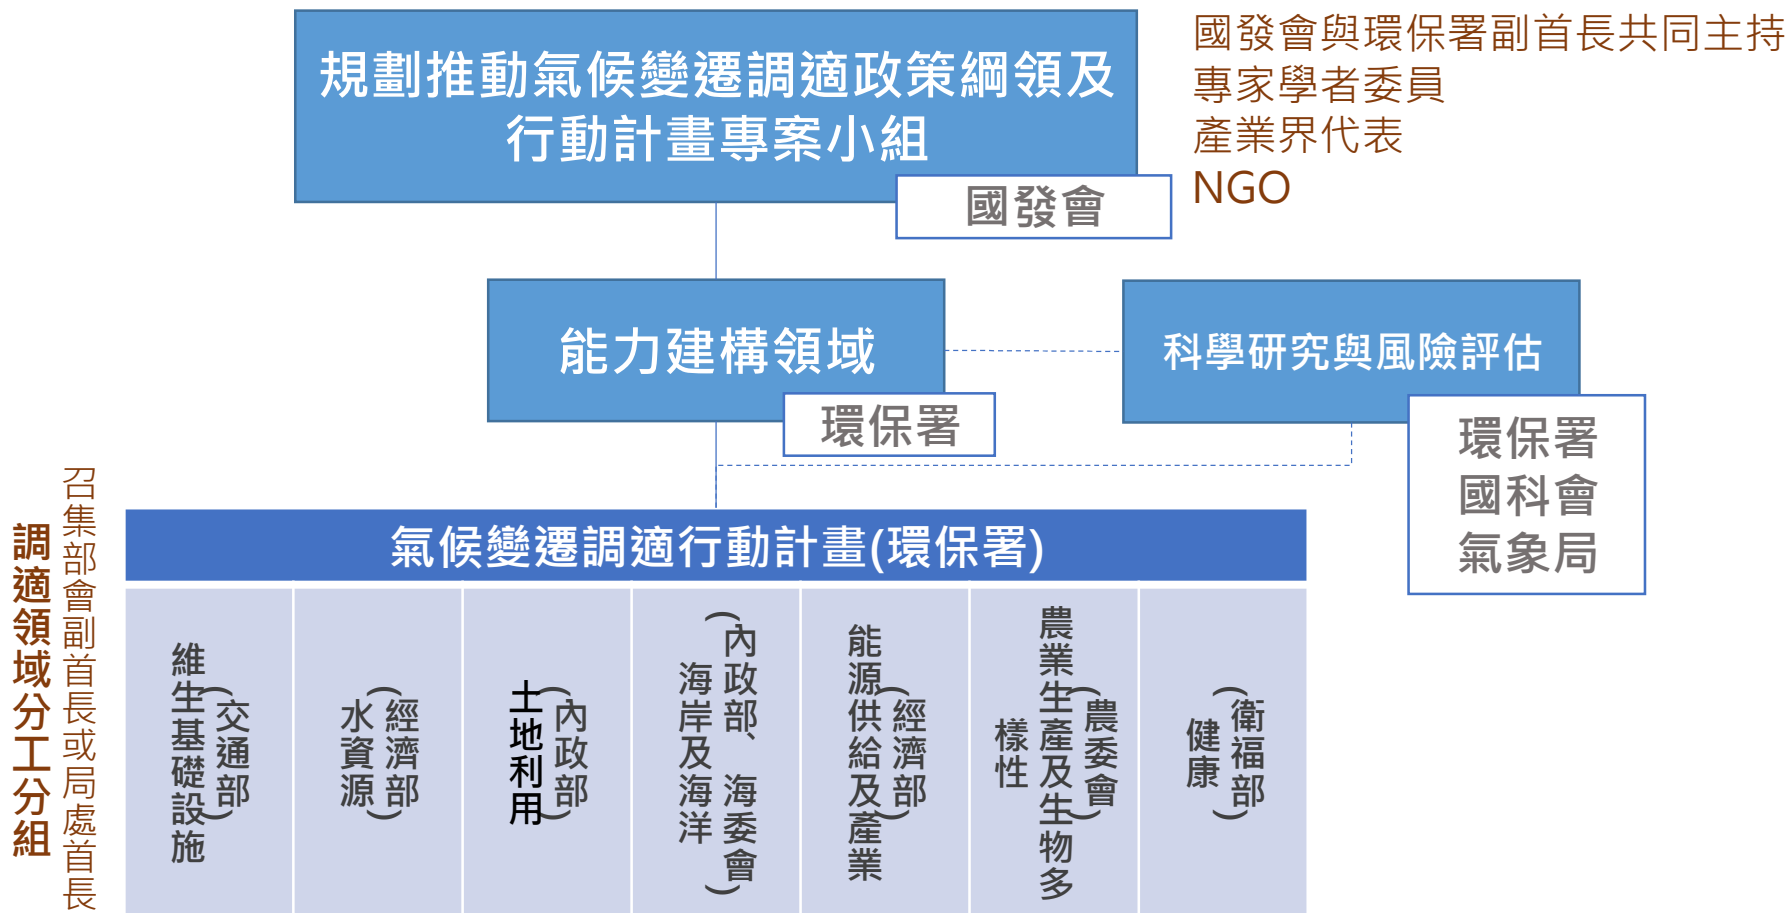 規劃推動氣候變遷調適政策綱領及
行動計畫專案小組
國發會
國發會與環保署副首長共同主持
專家學者委員
產業界代表
NGO
能力建構領域
環保署
科學研究與風險評估
環保署
國科會
氣象局
調適領域分工分組
召集部會副首長或局處首長
氣候變遷調適行動計畫(環保署)
維生基礎設施
(交通部)
水資源
(經濟部)
土地利用
(內政部)
海岸及海洋
(內政部、海委會)
能源供給及產業
(經濟部)
農業生產及生物多
樣性
(農委會)
健康
(衛福部)